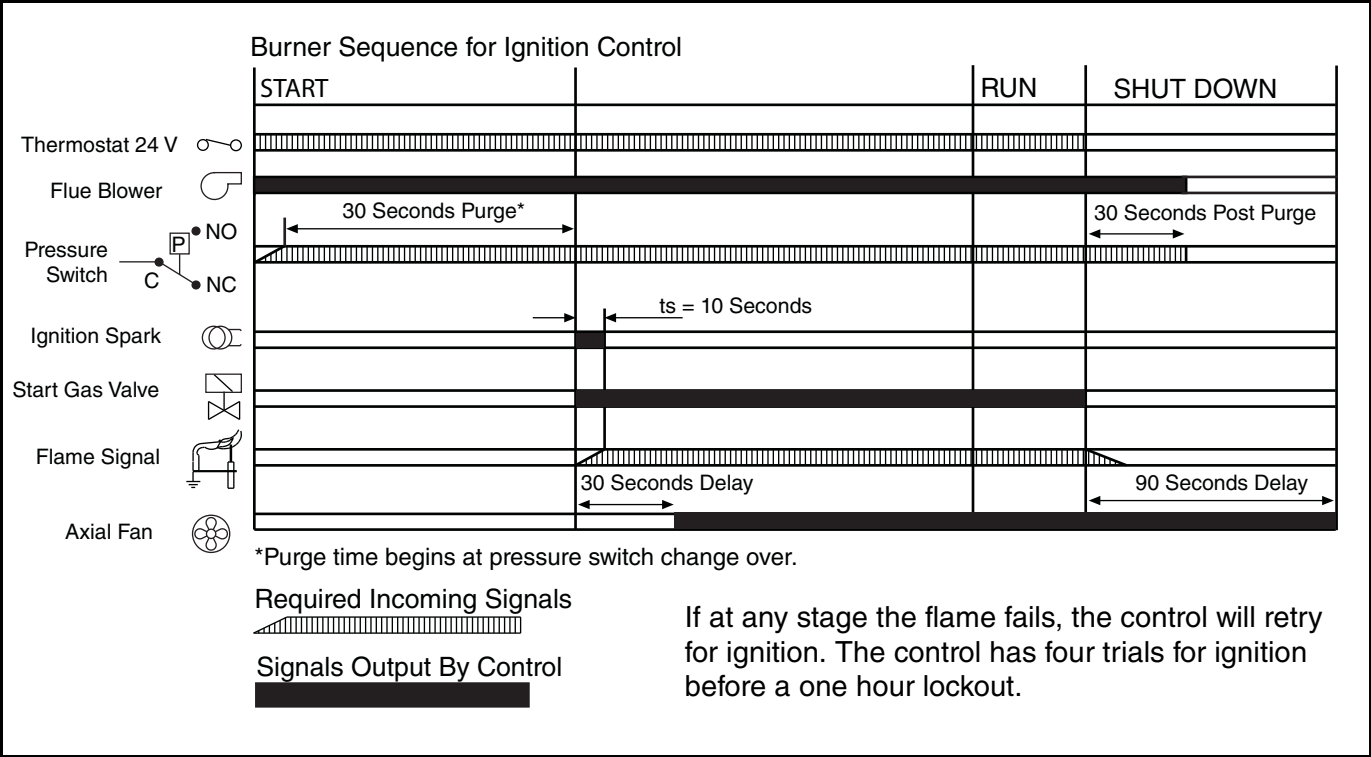 Burner Sequence for Ignition Control
START
RUN
SHUT DOWN
Thermostat 24 V
Flue Blower
30 Seconds Purge*
30 Seconds Post Purge
Pressure
Switch
P
NO
C
NC
ts = 10 Seconds
Ignition Spark
Start Gas Valve
Flame Signal
30 Seconds Delay
90 Seconds Delay
Axial Fan
*Purge time begins at pressure switch change over.
Required Incoming Signals
Signals Output By Control
If at any stage the flame fails, the control will retry
for ignition. The control has four trials for ignition
before a one hour lockout.